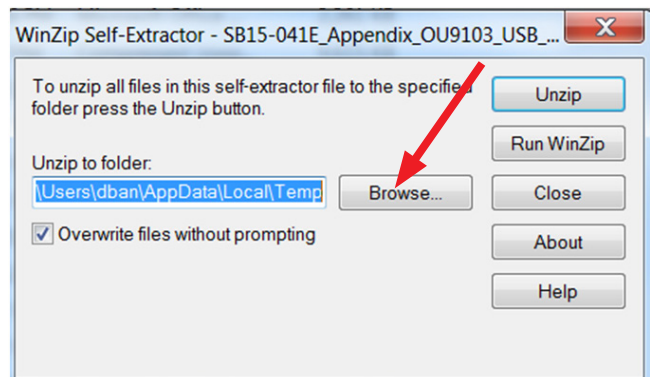 WinZip Self-Extractor - SB15-041E_Appendix_OU9103_USB_...
To unzip all files in this self-extractor file to the specified
folder press the Unzip button.
Unzip to folder:
\Users\dban\AppData\Local\Temp
Browse...
Overwrite files without prompting
Unzip
Run WinZip
Close
About
Help